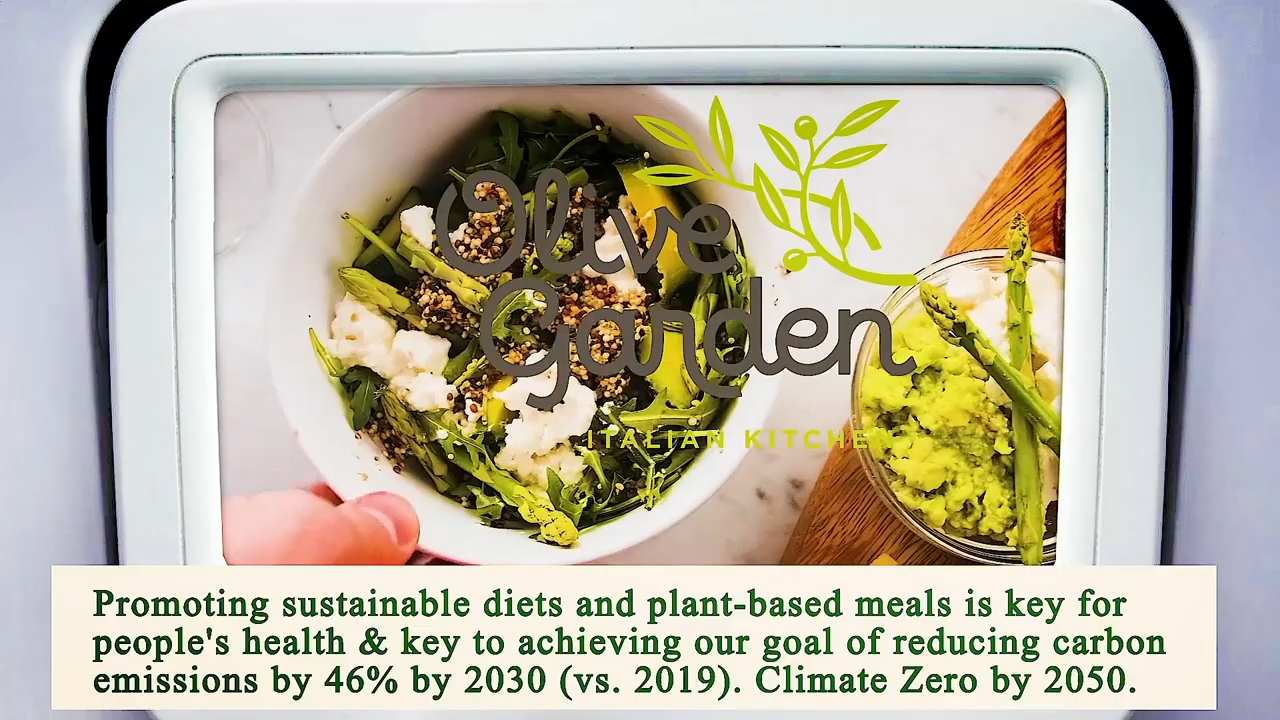 Olive
Garden
ITALIAN KITCHEN
Promoting sustainable diets and plant-based meals is key for
people's health & key to achieving our goal of reducing carbon
emissions by 46% by 2030 (vs. 2019). Climate Zero by 2050.